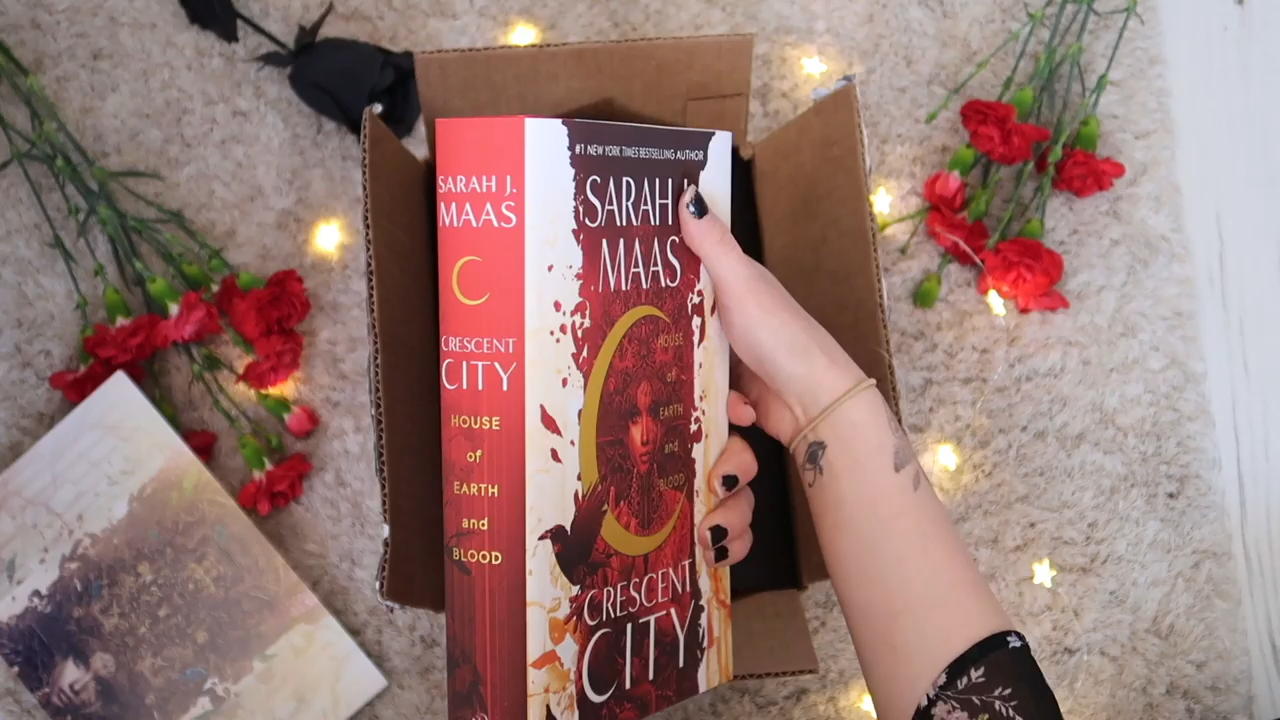 SARAH J.
MAAS
CRESCENT
CITY
HOUSE
of
EARTH
and
BLOOD
#1 NEW YORK TIMES BESTSELLING AUTHOR
SARAH
MAAS
HOUSE
of
EARTH
and
BLOOD
CRESCENT
CITY